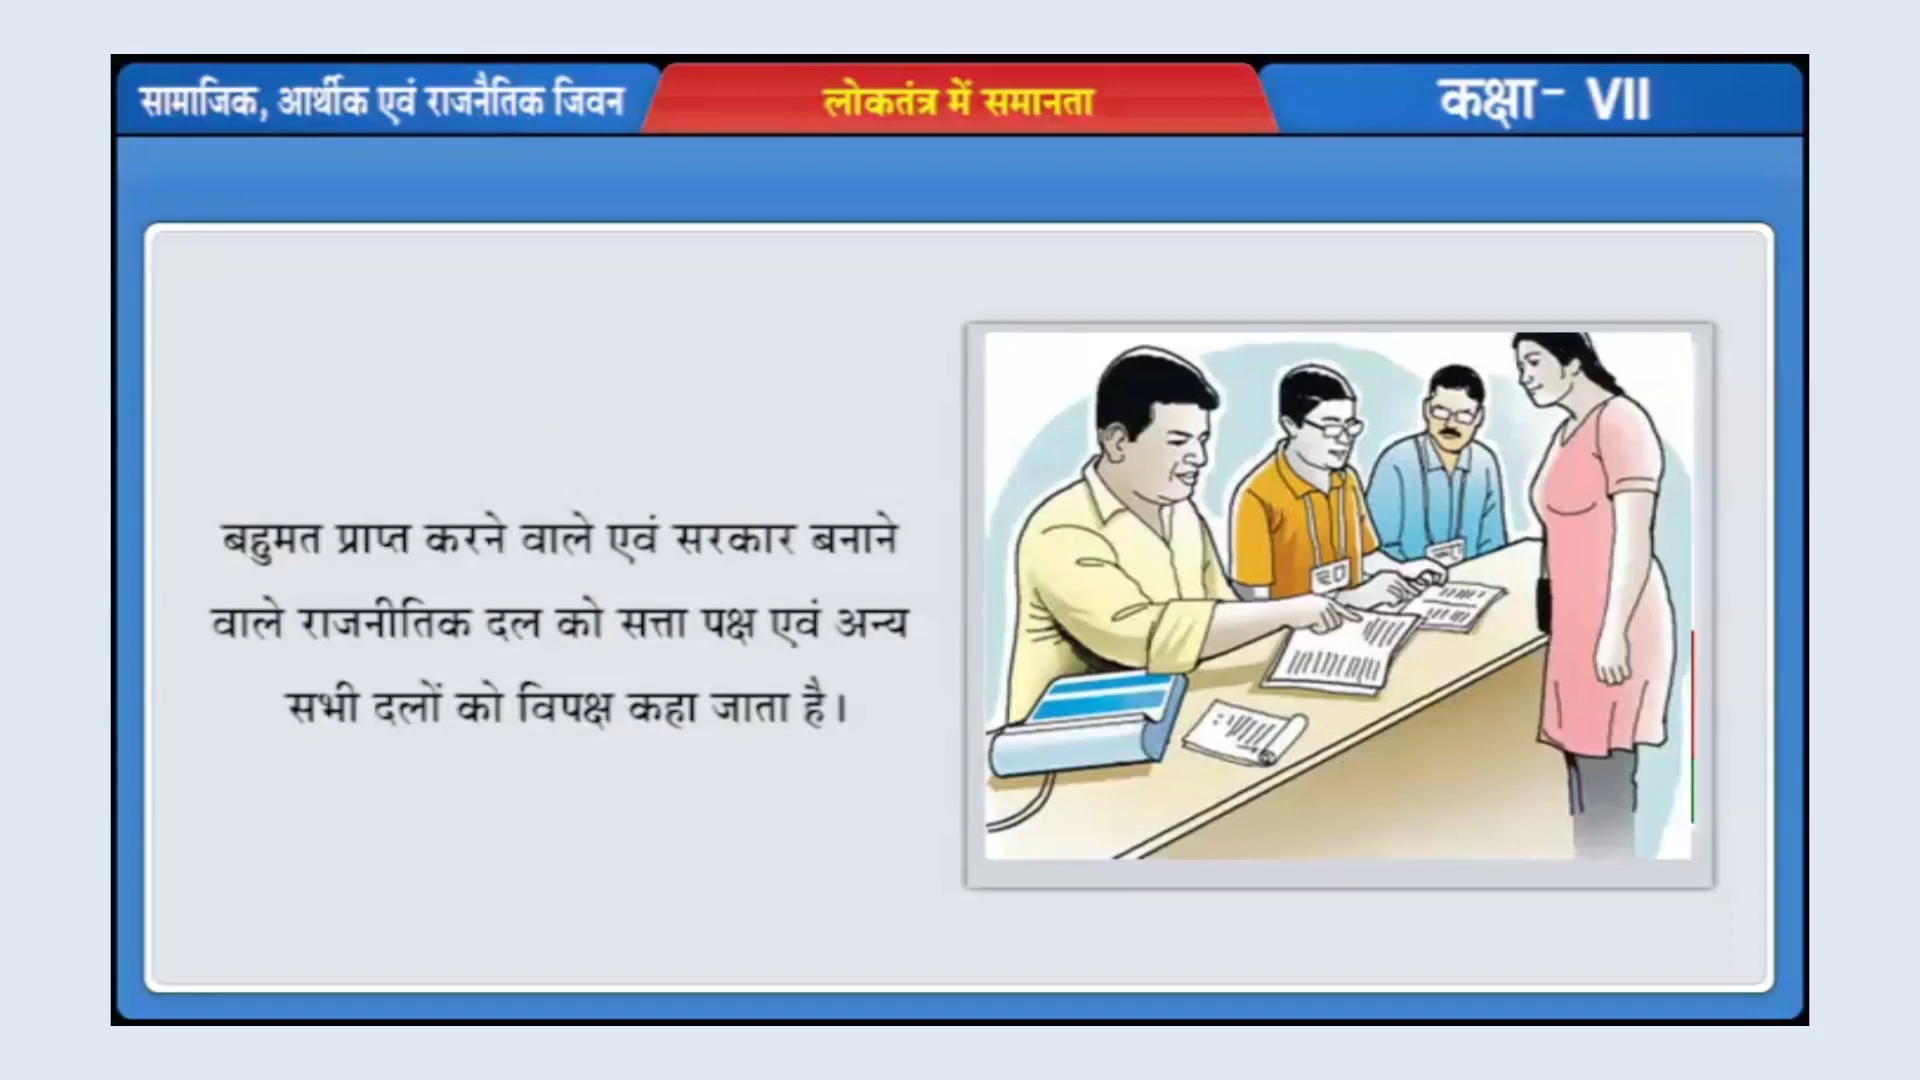 सामाजिक, आर्थीक एवं राजनैतिक जिवन
लोकतंत्र में समानता
कक्षा- VII
बहुमत प्राप्त करने वाले एवं सरकार बनाने
वाले राजनीतिक दल को सत्ता पक्ष एवं अन्य
सभी दलों को विपक्ष कहा जाता है।